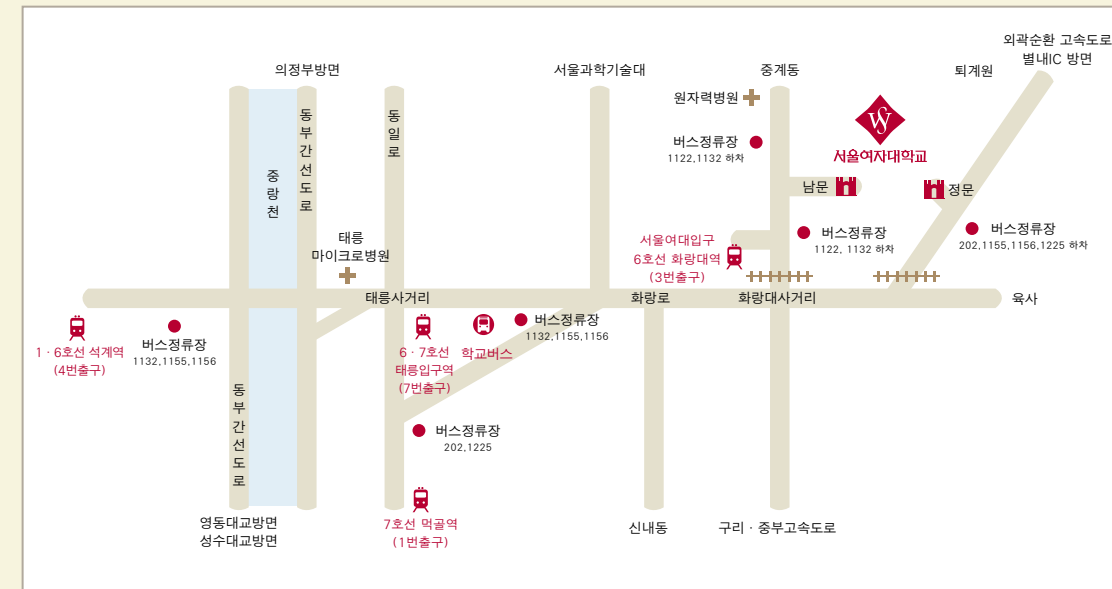 외곽순환 고속도로
별내IC 방면
의정부방면
서울과학기술대
중계동
퇴계원
원자력병원
동부간선도로
동일로
버스정류장
1122,1132 하차
서울여자대학교
중랑천
남문
정문
태릉
마이크로병원
서울여대입구
6호선 화랑대역
(3번출구)
버스정류장
1122, 1132 하차
버스정류장
202,1155,1156,1225 하차
태릉사거리
화랑로
화랑대사거리
육사
1 · 6호선 석계역
(4번출구)
버스정류장
1132,1155,1156
6 · 7호선
태릉입구역
(7번출구)
학교버스
버스정류장
1132,1155,1156
동부간선도로
버스정류장
202,1225
영동대교방면
성수대교방면
7호선 먹골역
(1번출구)
신내동
구리 · 중부고속도로